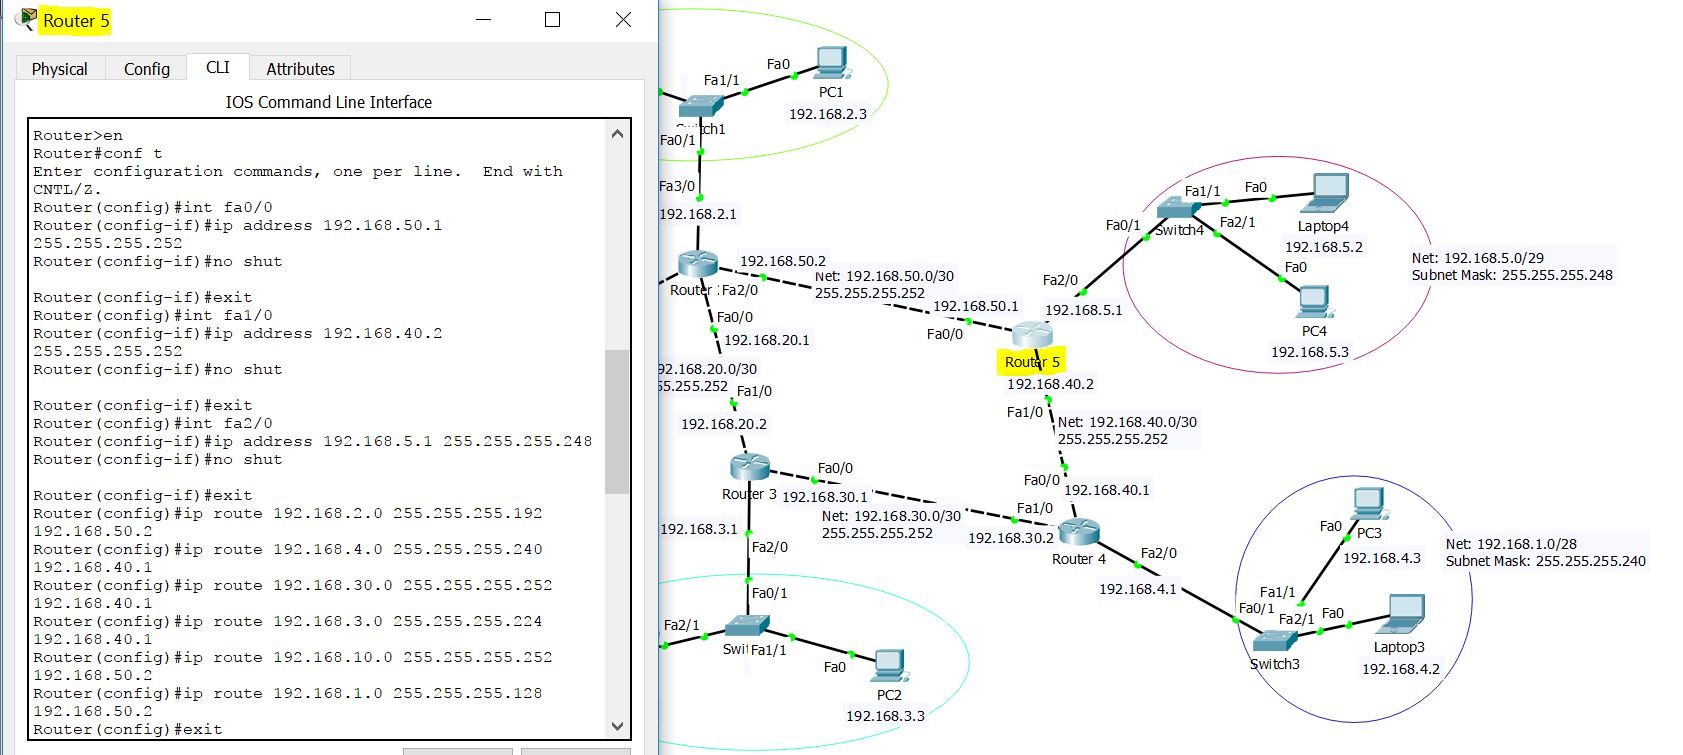 Router 5
Physical
Config
CLI
Attributes
IOS Command Line Interface
Router>en
Router#conf t
Enter configuration commands, one per line.  End with
CNTL/Z.
Router(config)#int fa0/0
Router(config-if)#ip address 192.168.50.1
255.255.255.252
Router(config-if)#no shut
Router(config-if)#exit
Router(config)#int fa1/0
Router(config-if)#ip address 192.168.40.2
255.255.255.252
Router(config-if)#no shut
Router(config-if)#exit
Router(config)#int fa2/0
Router(config-if)#ip address 192.168.5.1 255.255.255.248
Router(config-if)#no shut
Router(config-if)#exit
Router(config)#ip route 192.168.2.0 255.255.255.192
192.168.50.2
Router(config)#ip route 192.168.4.0 255.255.255.240
192.168.40.1
Router(config)#ip route 192.168.30.0 255.255.255.252
192.168.40.1
Router(config)#ip route 192.168.3.0 255.255.255.224
192.168.40.1
Router(config)#ip route 192.168.10.0 255.255.255.252
192.168.50.2
Router(config)#ip route 192.168.1.0 255.255.255.128
192.168.50.2
Router(config)#exit
Fa0
Fa1/1
PC1
192.168.2.3
Switch1
Fa0/1
Fa3/0
192.168.2.1
192.168.50.2
Router
Fa2/0
Net: 192.168.50.0/30
255.255.255.252
192.168.50.1
Fa0/0
Fa0/0
192.168.20.1
92.168.20.0/30
55.255.252
Fa1/0
192.168.20.2
Router 3
Fa0/0
192.168.30.1
Net: 192.168.30.0/30
255.255.255.252
Fa1/0
192.168.30.2
192.168.3.1
Fa2/0
Fa0/1
Fa2/1
Swit
Fa1/1
Fa0
PC2
192.168.3.3
Fa1/1
Fa0
Fa0/1
Switch4
Fa2/1
Laptop4
192.168.5.2
Fa0
PC4
192.168.5.3
Net: 192.168.5.0/29
Subnet Mask: 255.255.255.248
Fa2/0
192.168.5.1
Router 5
192.168.40.2
Fa1/0
Net: 192.168.40.0/30
255.255.255.252
Fa0/0
192.168.40.1
Router 4
Fa2/0
192.168.4.1
Fa0
PC3
192.168.4.3
Net: 192.168.1.0/28
Subnet Mask: 255.255.255.240
Fa1/1
Fa0/1
Fa2/1
Fa0
Switch3
Laptop3
192.168.4.2